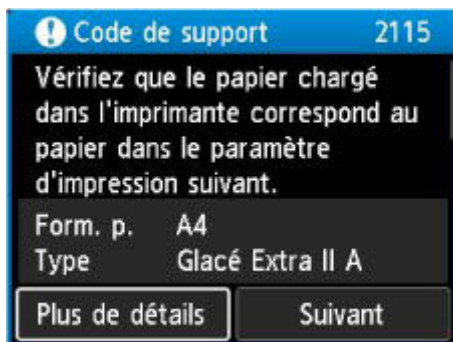 Code de support 2115
Vérifiez que le papier chargé
dans l'imprimante correspond au
papier dans le paramètre
d'impression suivant.
Form. p. A4
Type Glacé Extra II A
Plus de détails Suivant